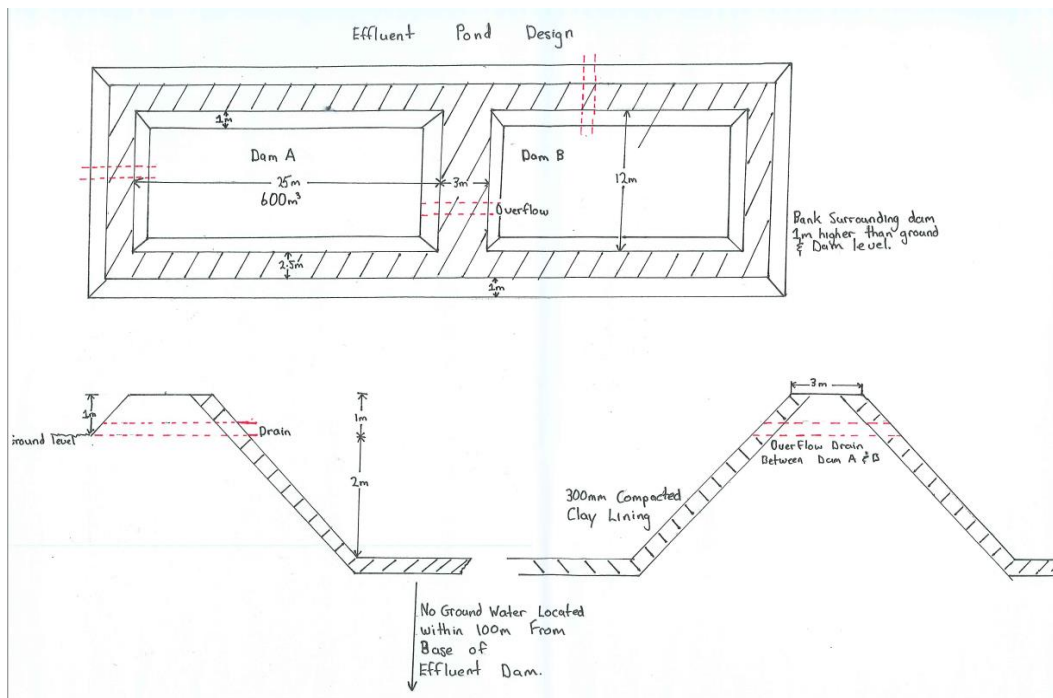 Effluent Pond Design
1m
Dam A
Dam B
25m
600m³
3m
12m
Overflow
2.5m
1m
Bank Surrounding dam
1m higher than ground
& Dam level.
1m
Ground level
Drain
1m
2m
3m
Overflow Drain
Between Dam A & B
300mm Compacted
Clay Lining
No Ground Water Located
within 100m From
Base of
Effluent Dam.